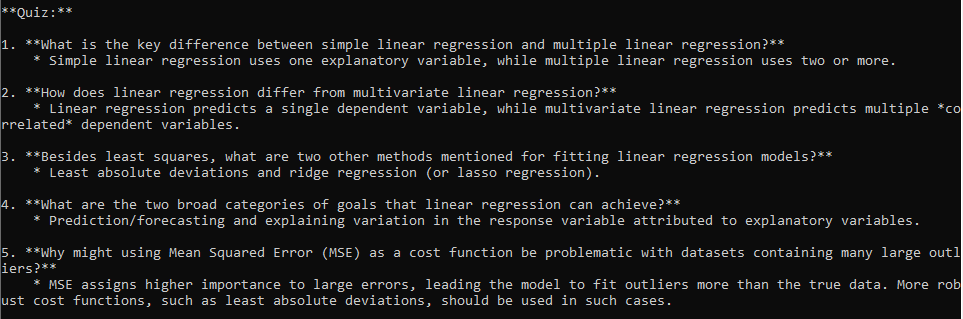 **Quiz:**
1. **What is the key difference between simple linear regression and multiple linear regression?**
* Simple linear regression uses one explanatory variable, while multiple linear regression uses two or more.
2. **How does linear regression differ from multivariate linear regression?**
* Linear regression predicts a single dependent variable, while multivariate linear regression predicts multiple *co
rrelated* dependent variables.
3. **Besides least squares, what are two other methods mentioned for fitting linear regression models?**
* Least absolute deviations and ridge regression (or lasso regression).
4. **What are the two broad categories of goals that linear regression can achieve?**
* Prediction/forecasting and explaining variation in the response variable attributed to explanatory variables.
5. **Why might using Mean Squared Error (MSE) as a cost function be problematic with datasets containing many large outl
iers?**
* MSE assigns higher importance to large errors, leading the model to fit outliers more than the true data. More rob
ust cost functions, such as least absolute deviations, should be used in such cases.